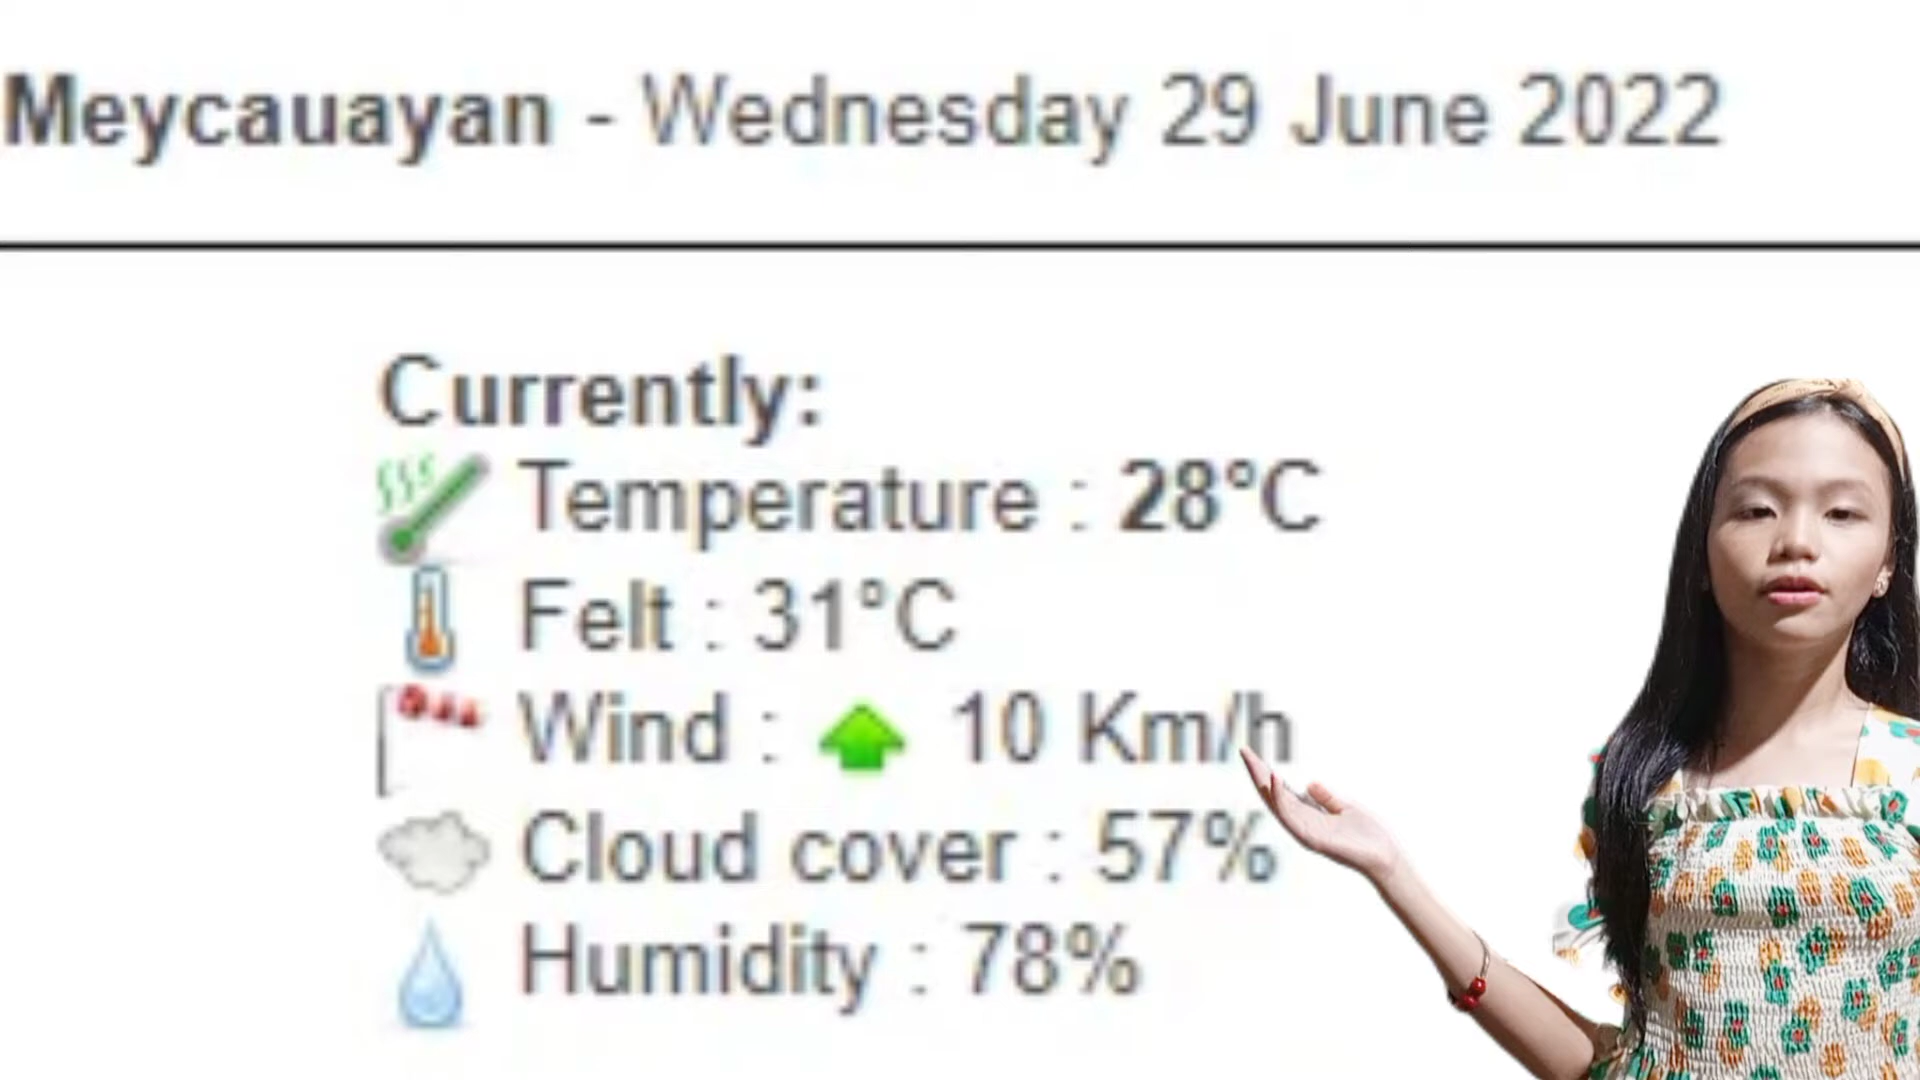 Meycauayan - Wednesday 29 June 2022
Currently:
Temperature : 28°C
Felt : 31°C
Wind : 10 Km/h
Cloud cover : 57%
Humidity : 78%